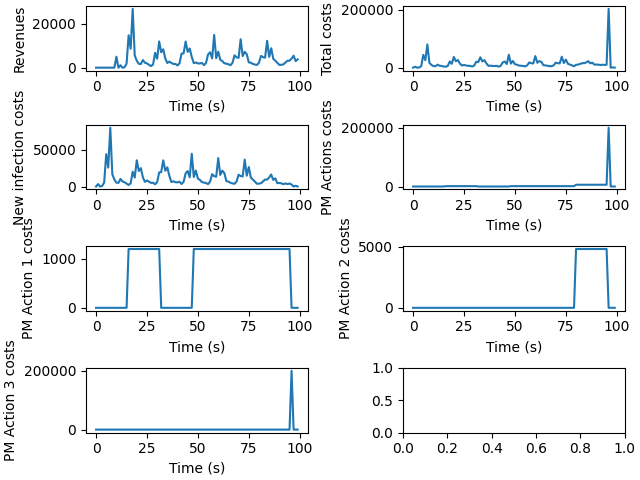 Revenues
20000
0
0 25 50 75 100
Time (s)
Total costs
200000
0
0 25 50 75 100
Time (s)
New infection costs
50000
0
0 25 50 75 100
Time (s)
PM Actions costs
200000
0
0 25 50 75 100
Time (s)
PM Action 1 costs
1000
0
0 25 50 75 100
Time (s)
PM Action 2 costs
5000
0
0 25 50 75 100
Time (s)
PM Action 3 costs
200000
0
0 25 50 75 100
Time (s)
1.0
0.5
0.0
0.0 0.2 0.4 0.6 0.8 1.0